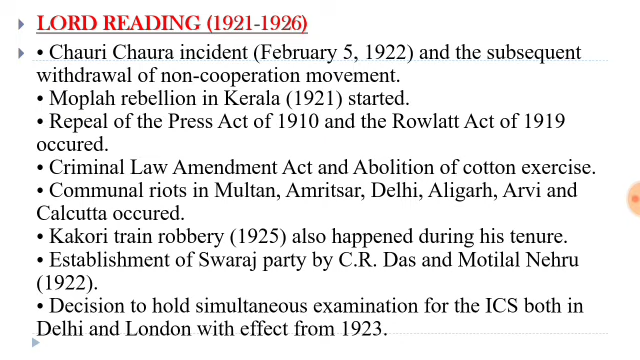 LORD READING (1921-1926)
• Chauri Chaura incident (February 5, 1922) and the subsequent
withdrawal of non-cooperation movement.
• Moplah rebellion in Kerala (1921) started.
• Repeal of the Press Act of 1910 and the Rowlatt Act of 1919
occured.
• Criminal Law Amendment Act and Abolition of cotton exercise.
• Communal riots in Multan, Amritsar, Delhi, Aligarh, Arvi and
Calcutta occured.
• Kakori train robbery (1925) also happened during his tenure.
• Establishment of Swaraj party by C.R. Das and Motilal Nehru
(1922).
• Decision to hold simultaneous examination for the ICS both in
Delhi and London with effect from 1923.